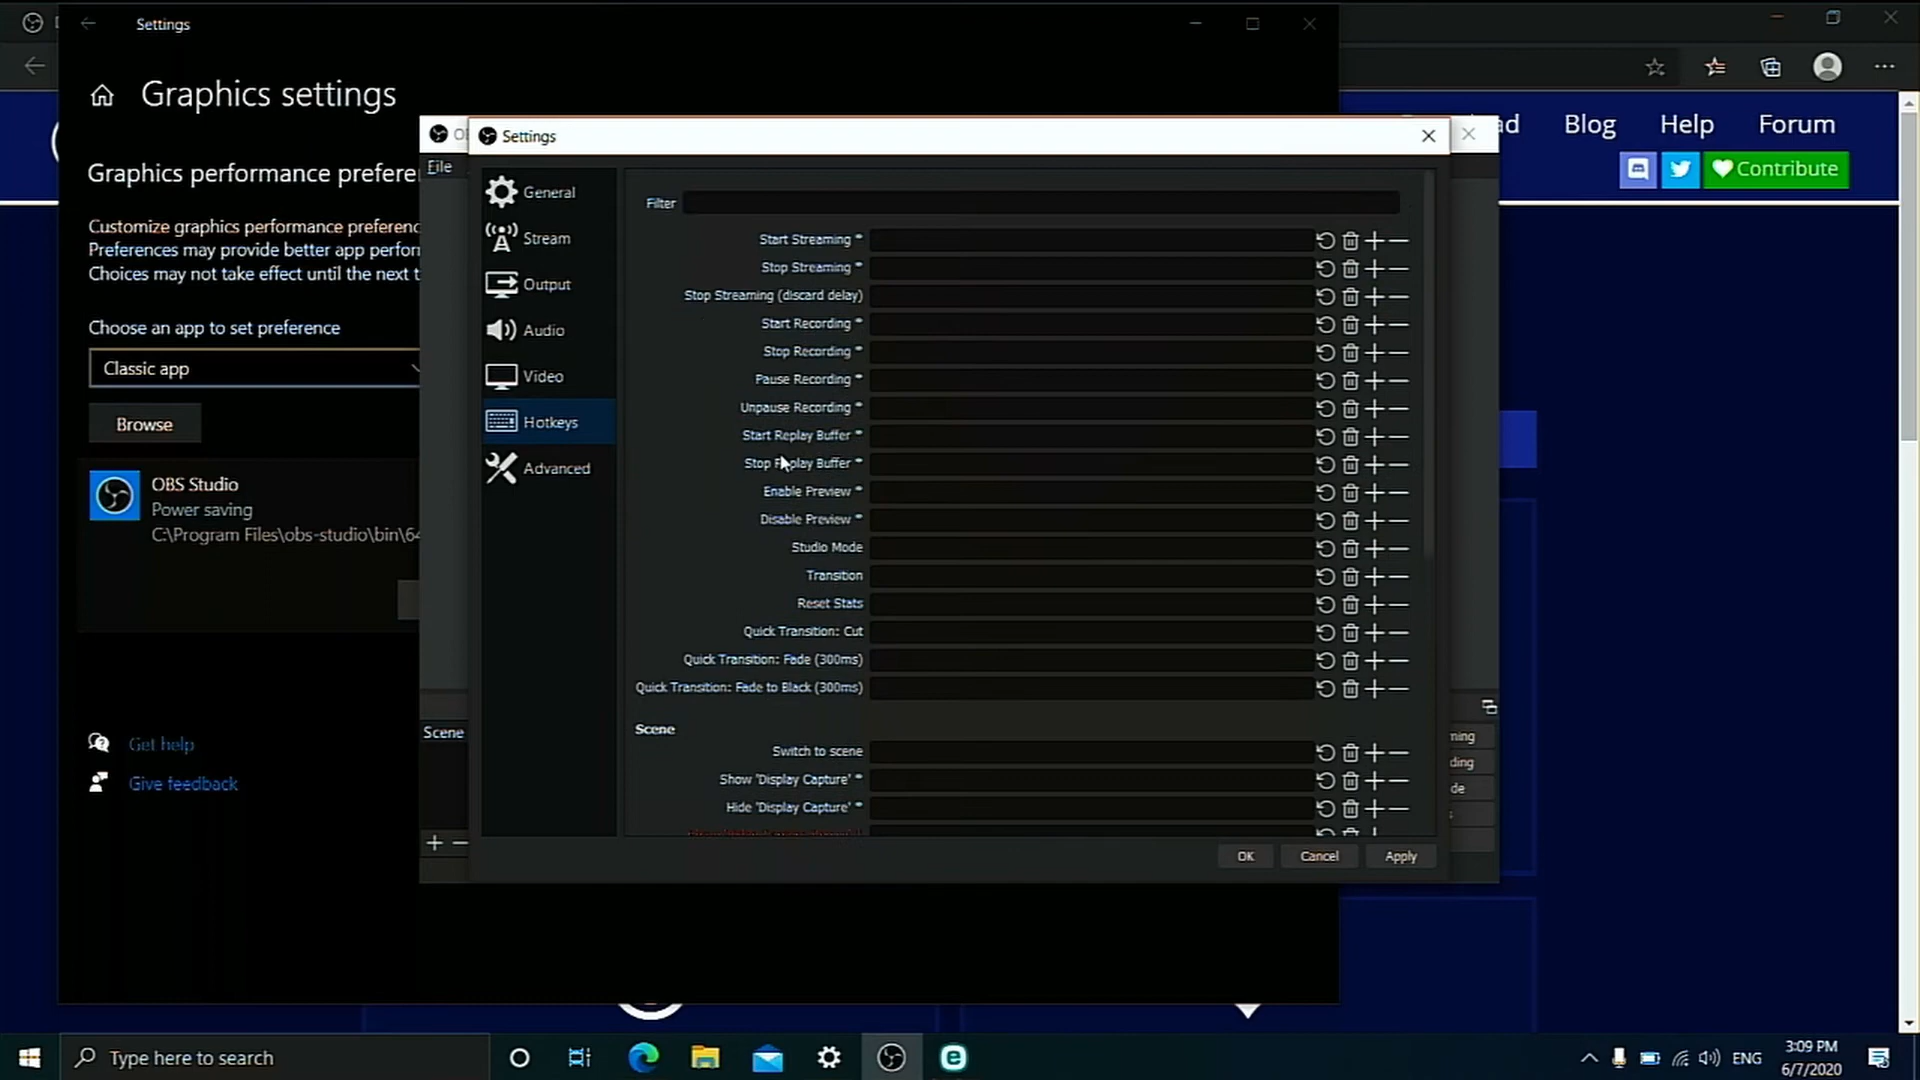 Settings
Graphics settings
Graphics performance prefere
Customize graphics performance preferenc
Preferences may provide better app perfor
Choices may not take effect until the next t
Choose an app to set preference
Classic app
Browse
OBS Studio
Power saving
C:\Program Files\obs-studio\bin\64
Get help
Give feedback
File
Scene
Settings
General
Stream
Output
Audio
Video
Hotkeys
Advanced
Filter
Start Streaming *
Stop Streaming *
Stop Streaming (discard delay)
Start Recording *
Stop Recording *
Pause Recording *
Unpause Recording *
Start Replay Buffer *
Stop Replay Buffer *
Enable Preview *
Disable Preview *
Studio Mode
Transition
Reset Stats
Quick Transition: Cut
Quick Transition: Fade (300ms)
Quick Transition: Fade to Black (300ms)
Scene
Switch to scene
Show 'Display Capture' *
Hide 'Display Capture' *
OK Cancel Apply
ad Blog Help Forum
Contribute
ming
ding
de
Type here to search
ENG
3:09 PM
6/7/2020